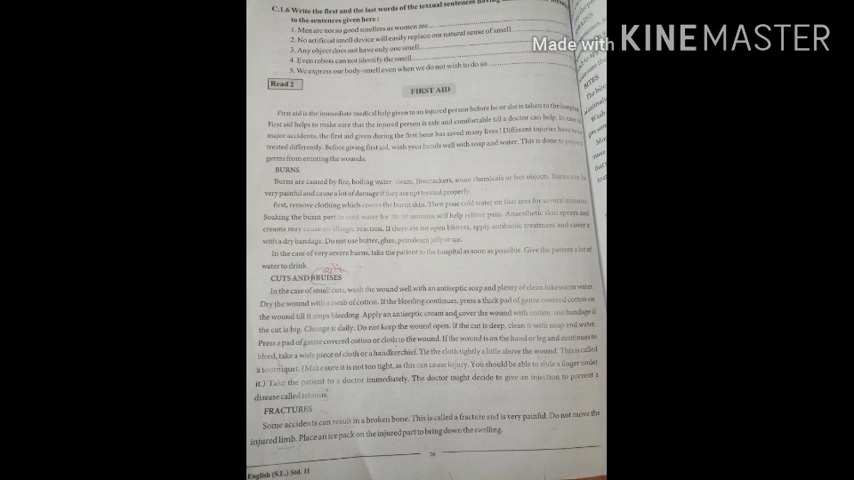 C.1.6 Write the first and the last words of the textual sentences having
to the sentences given here :
1. Men are not so good smellers as women are
2. No artificial smell device will easily replace our natural sense of smell
3. Any object does not have only one smell
4. Even robots can not identify the smell
5. We express our body-smell even when we do not wish to do so
Made with KINEMASTER
Read 2
FIRST AID
First aid is the immediate medical help given to an injured person before he or she is taken to the hospital.
First aid helps to make sure that the injured person is safe and comfortable till a doctor can help. In case
major accidents, the first aid given during the first hour has saved many lives! Different injuries have to be
treated differently. Before giving first aid, wash your hands well with soap and water. This is done to prevent
germs from entering the wounds.
BURNS
Burns are caused by fire, boiling water, steam, firecrackers, some chemicals or hot objects. Burns can be
very painful and cause a lot of damage if they are not treated properly.
First, remove clothing which covers the burnt skin. Then pour cold water on that area for several minutes.
Soaking the burnt part in cold water for 20-30 minutes will help relieve pain. Anaesthetic skin sprays and
creams may cause an allergic reaction. If there are no open blisters, apply antibiotic treatment and cover it
with a dry bandage. Do not use butter, ghee, petroleum jelly or ice.
In the case of very severe burns, take the patient to the hospital as soon as possible. Give the patient a lot of
water to drink.
CUTS AND BRUISES
In the case of small cuts, wash the wound well with an antiseptic soap and plenty of clean lukewarm water.
Dry the wound with a swab of cotton. If the bleeding continues, press a thick pad of gauze covered cotton on
the wound till it stops bleeding. Apply an antiseptic cream and cover the wound with cotton. Use bandage if
the cut is big. Change it daily. Do not keep the wound open. If the cut is deep, clean it with soap and water.
Press a pad of gauze covered cotton or cloth to the wound. If the wound is on the hand or leg and continues to
bleed, take a wide piece of cloth or a handkerchief. Tie the cloth tightly a little above the wound. This is called
a tourniquet. (Make sure it is not too tight, as this can cause injury. You should be able to slide a finger under
it.) Take the patient to a doctor immediately. The doctor might decide to give an injection to prevent a
disease called tetanus.
FRACTURES
Some accidents can result in a broken bone. This is called a fracture and is very painful. Do not move the
injured limb. Place an ice pack on the injured part to bring down the swelling.
English (S.L.) Std. 11